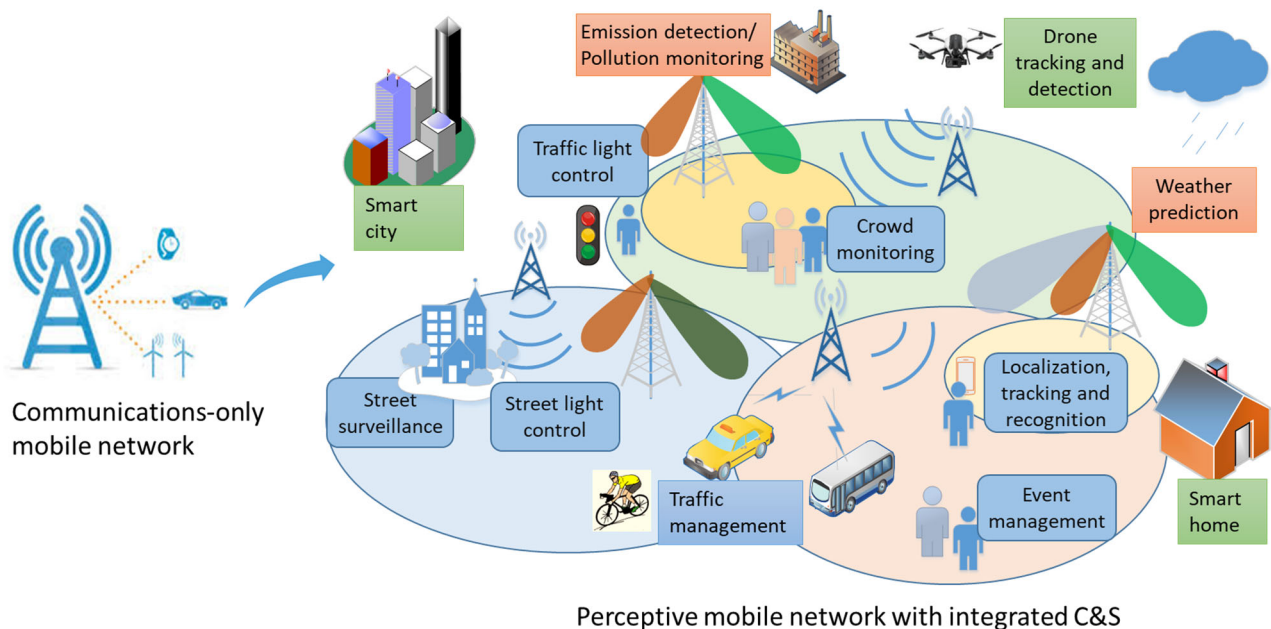 Emission detection/
Pollution monitoring
Drone
tracking and
detection
Traffic light
control
Smart
city
Weather
prediction
Crowd
monitoring
Communications-only
mobile network
Street
surveillance
Street light
control
Localization,
tracking and
recognition
Traffic
management
Event
management
Smart
home
Perceptive mobile network with integrated C&S